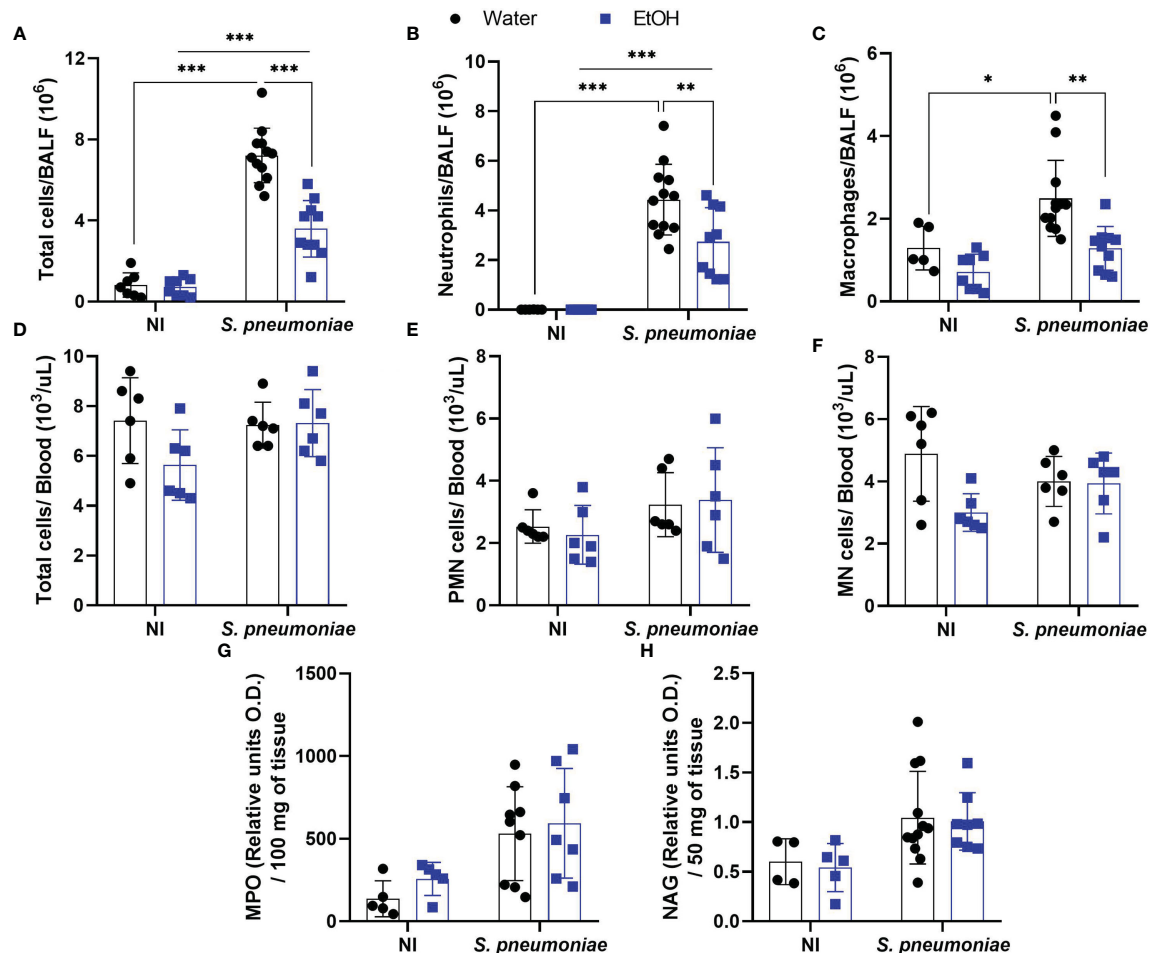 Water EtOH
A
Total cells/BALF (10⁶)
12
8
4
0
***
*** ***
NI S. pneumoniae
B
Neutrophils/BALF (10⁶)
10
8
6
4
2
0
***
*** **
NI S. pneumoniae
C
Macrophages/BALF (10⁶)
6
4
2
0
* **
NI S. pneumoniae
D
Total cells/ Blood (10³/uL)
10
8
6
4
2
0
NI S. pneumoniae
E
PMN cells/ Blood (10³/uL)
8
6
4
2
0
NI S. pneumoniae
F
MN cells/ Blood (10³/uL)
8
6
4
2
0
NI S. pneumoniae
G
MPO (Relative units O.D.)
/ 100 mg of tissue
1500
1000
500
0
NI S. pneumoniae
H
NAG (Relative units O.D.)
/ 50 mg of tissue
2.5
2.0
1.5
1.0
0.5
0.0
NI S. pneumoniae